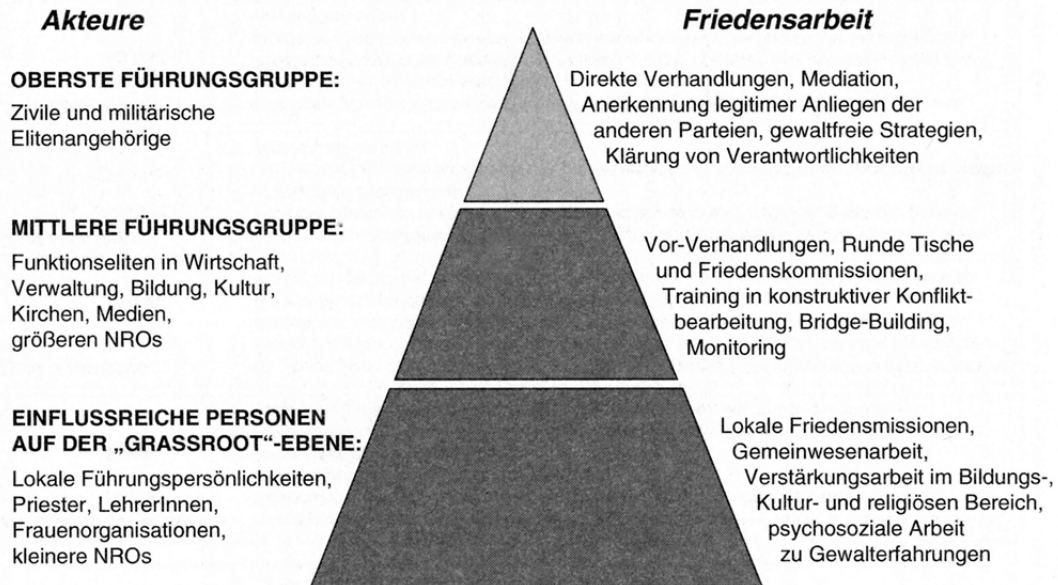 Akteure
Friedensarbeit
OBERSTE FÜHRUNGSGRUPPE:
Zivile und militärische
Elitenangehörige
Direkte Verhandlungen, Mediation,
Anerkennung legitimer Anliegen der
anderen Parteien, gewaltfreie Strategien,
Klärung von Verantwortlichkeiten
MITTLERE FÜHRUNGSGRUPPE:
Funktionseliten in Wirtschaft,
Verwaltung, Bildung, Kultur,
Kirchen, Medien,
größeren NROs
Vor-Verhandlungen, Runde Tische
und Friedenskommissionen,
Training in konstruktiver Konflikt-
bearbeitung, Bridge-Building,
Monitoring
EINFLUSSREICHE PERSONEN
AUF DER „GRASSROOT“-EBENE:
Lokale Führungspersönlichkeiten,
Priester, LehrerInnen,
Frauenorganisationen,
kleinere NROs
Lokale Friedensmissionen,
Gemeinwesenarbeit,
Verstärkungsarbeit im Bildungs-,
Kultur- und religiösen Bereich,
psychosoziale Arbeit
zu Gewalterfahrungen